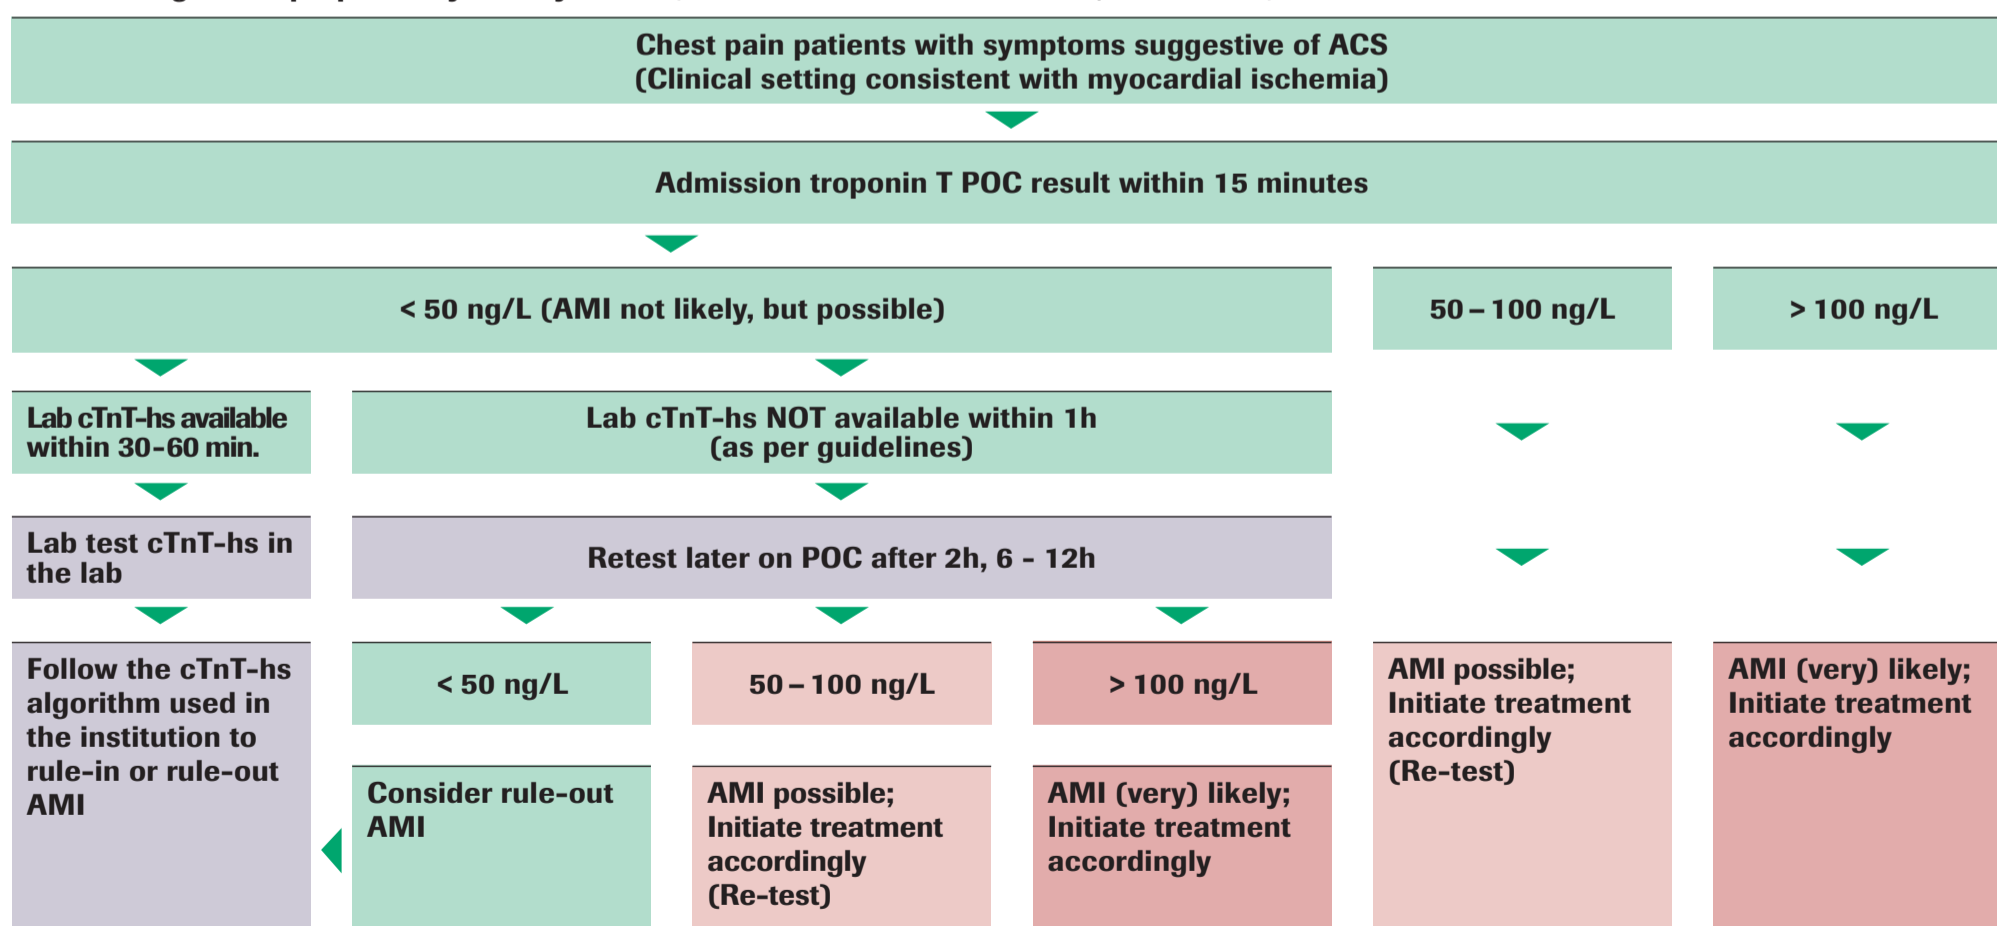 Chest pain patients with symptoms suggestive of ACS
(Clinical setting consistent with myocardial ischemia)
Admission troponin T POC result within 15 minutes
< 50 ng/L (AMI not likely, but possible)
50 – 100 ng/L
> 100 ng/L
Lab cTnT-hs available
within 30-60 min.
Lab cTnT-hs NOT available within 1h
(as per guidelines)
Lab test cTnT-hs in
the lab
Retest later on POC after 2h, 6 - 12h
Follow the cTnT-hs
algorithm used in
the institution to
rule-in or rule-out
AMI
< 50 ng/L
50 – 100 ng/L
> 100 ng/L
Consider rule-out
AMI
AMI possible;
Initiate treatment
accordingly
(Re-test)
AMI (very) likely;
Initiate treatment
accordingly
AMI possible;
Initiate treatment
accordingly
(Re-test)
AMI (very) likely;
Initiate treatment
accordingly